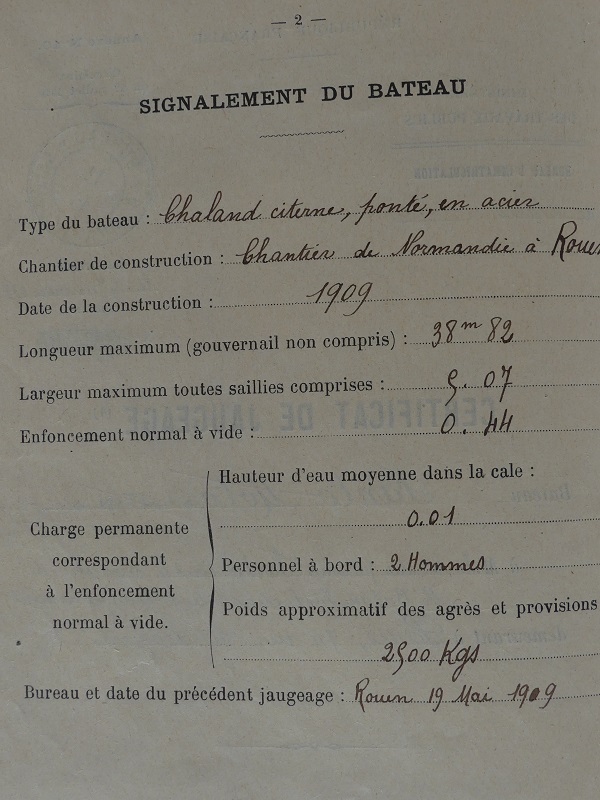 — 2 —
SIGNALEMENT DU BATEAU
Type du bateau : Chaland citerne, ponté, en acier
Chantier de construction : Chantier de Normandie à Rouen
Date de la construction : 1909
Longueur maximum (gouvernail non compris) : 38m 82
Largeur maximum toutes saillies comprises : 5.07
Enfoncement normal à vide : 0.44
Charge permanente
correspondant
à l'enfoncement
normal à vide.
Hauteur d'eau moyenne dans la cale :
0.01
Personnel à bord : 2 Hommes
Poids approximatif des agrès et provisions
2500 Kgs
Bureau et date du précédent jaugeage : Rouen 19 Mai 1909